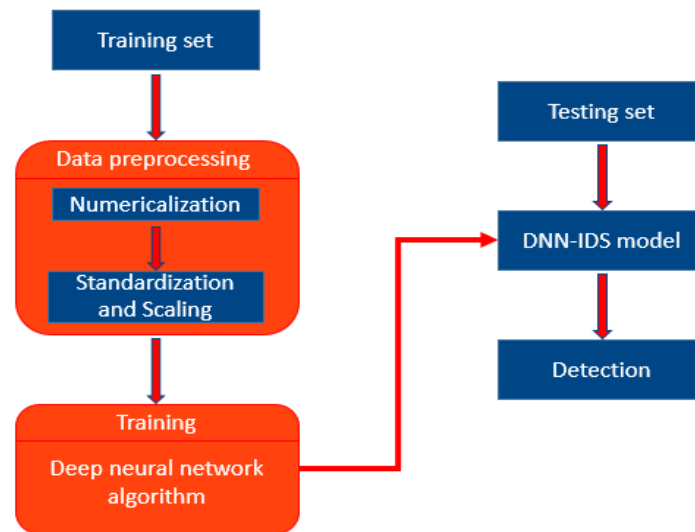 Training set
Data preprocessing
Numericalization
Standardization
and Scaling
Training
Deep neural network
algorithm
Testing set
DNN-IDS model
Detection